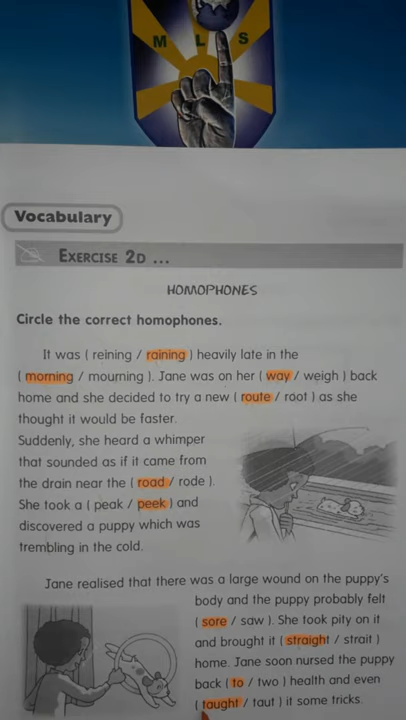 M L S
Vocabulary
EXERCISE 2D ...
HOMOPHONES
Circle the correct homophones.
It was ( reining / raining ) heavily late in the
( morning / mourning ). Jane was on her ( way / weigh ) back
home and she decided to try a new ( route / root ) as she
thought it would be faster.
Suddenly, she heard a whimper
that sounded as if it came from
the drain near the ( road / rode ).
She took a ( peak / peek ) and
discovered a puppy which was
trembling in the cold.
Jane realised that there was a large wound on the puppy's
body and the puppy probably felt
( sore / saw ). She took pity on it
and brought it ( straight / strait )
home. Jane soon nursed the puppy
back ( to / two ) health and even
( taught / taut ) it some tricks.